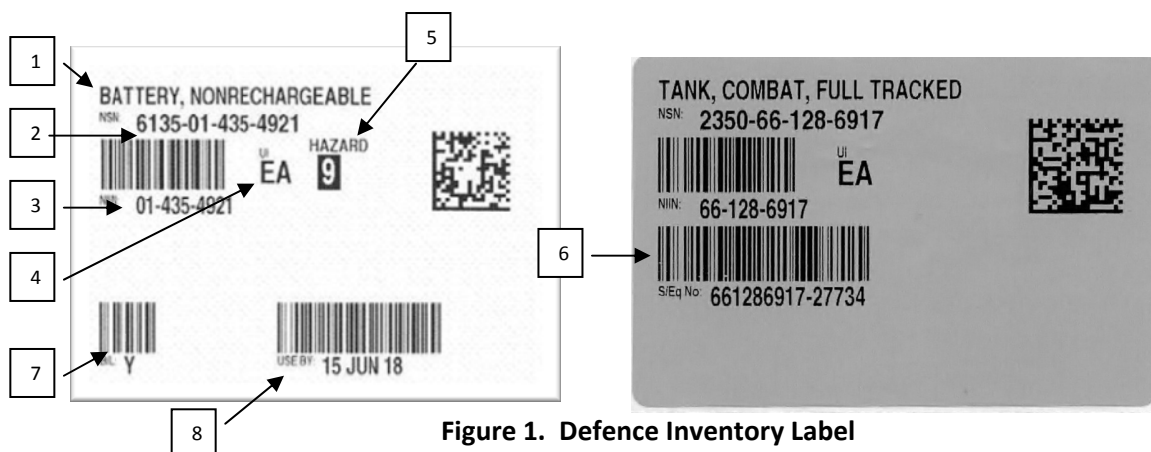 5
1
BATTERY, NONRECHARGEABLE
NSN: 6135-01-435-4921
2
HAZARD
UI
EA 9
3
01-435-4921
4
7
Y
USE BY: 15 JUN 18
8
TANK, COMBAT, FULL TRACKED
NSN: 2350-66-128-6917
UI
EA
NIIN: 66-128-6917
6
S/Eq No: 661286917-27734
Figure 1. Defence Inventory Label